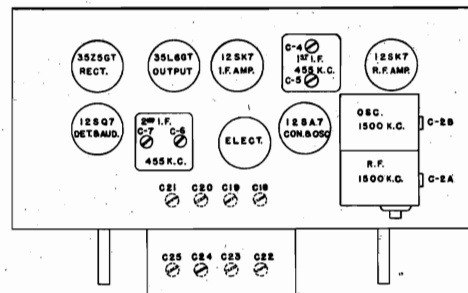 35Z5GT
RECT.
35L6GT
OUTPUT
12SK7
I.F. AMP.
C-4
1ST I.F.
455 K.C.
C-5
12SK7
R.F. AMP.
12SQ7
DET.&AUD.
2ND I.F.
C-7 C-6
455 K.C.
ELECT.
12SA7
CON.&OSC
OSC.
1500 K.C.
C-2B
R.F.
1500 K.C.
C-2A
C21 C20 C19 C18
C25 C24 C23 C22